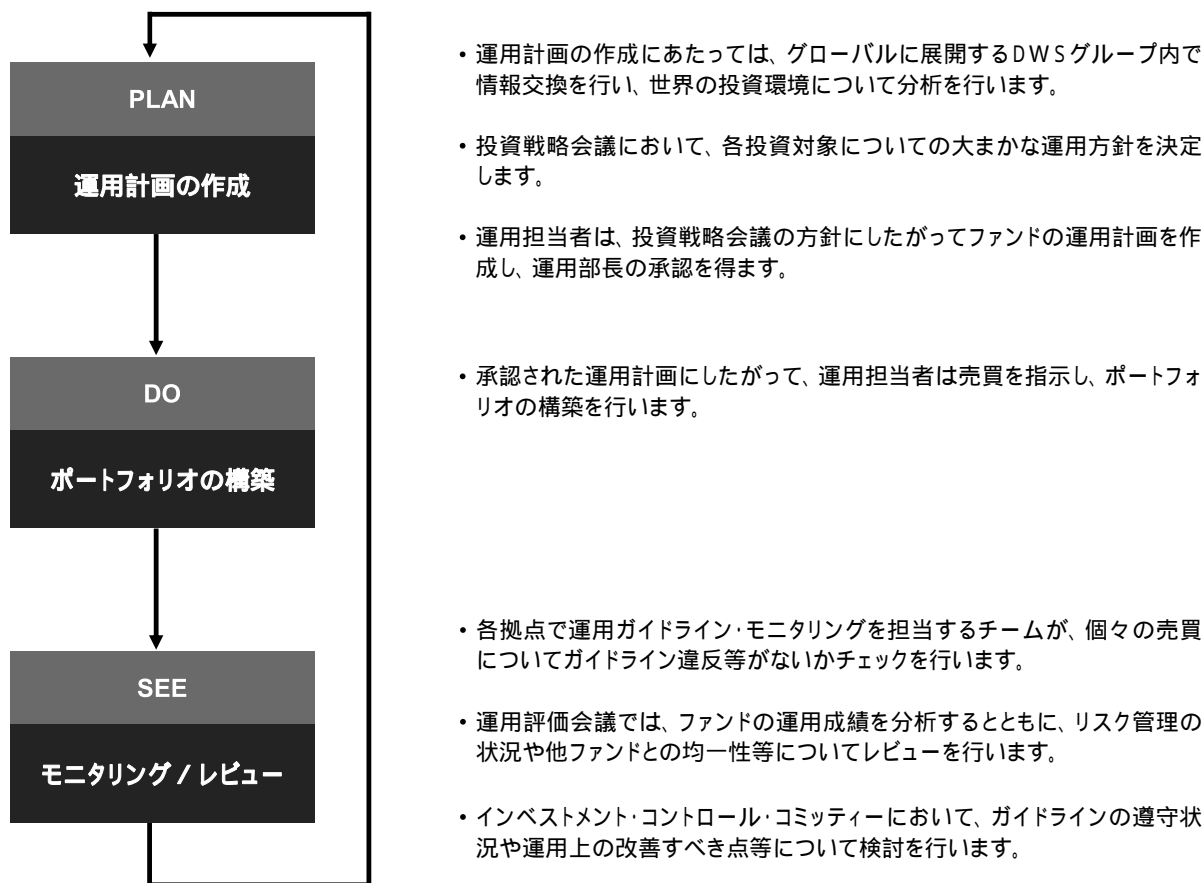 PLAN
運用計画の作成
・運用計画の作成にあたっては、グローバルに展開するDWSグループ内で
情報交換を行い、世界の投資環境について分析を行います。
・投資戦略会議において、各投資対象についての大まかな運用方針を決定
します。
・運用担当者は、投資戦略会議の方針にしたがってファンドの運用計画を作
成し、運用部長の承認を得ます。
DO
ポートフォリオの構築
・承認された運用計画にしたがって、運用担当者は売買を指示し、ポートフォ
リオの構築を行います。
SEE
モニタリング / レビュー
・各拠点で運用ガイドライン・モニタリングを担当するチームが、個々の売買
についてガイドライン違反等がないかチェックを行います。
・運用評価会議では、ファンドの運用成績を分析するとともに、リスク管理の
状況や他ファンドとの均一性等についてレビューを行います。
・インベストメント・コントロール・コミッティーにおいて、ガイドラインの遵守状
況や運用上の改善すべき点等について検討を行います。